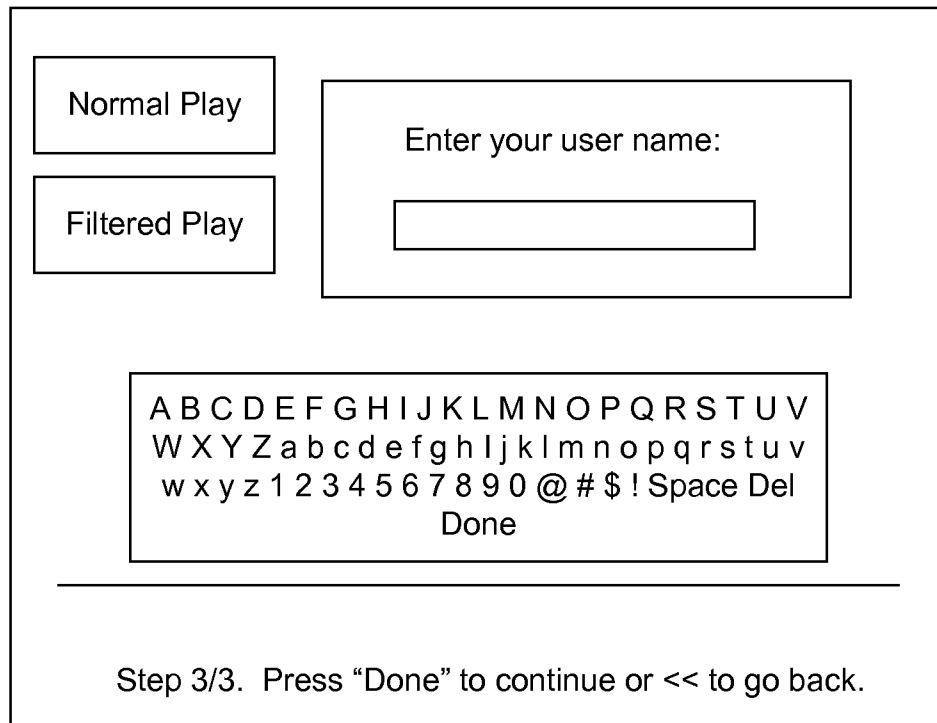 Normal Play
Filtered Play
Enter your user name:
A B C D E F G H I J K L M N O P Q R S T U V
W X Y Z a b c d e f g h I j k l m n o p q r s t u v
w x y z 1 2 3 4 5 6 7 8 9 0 @ # $ ! Space Del
Done
Step 3/3. Press “Done” to continue or << to go back.